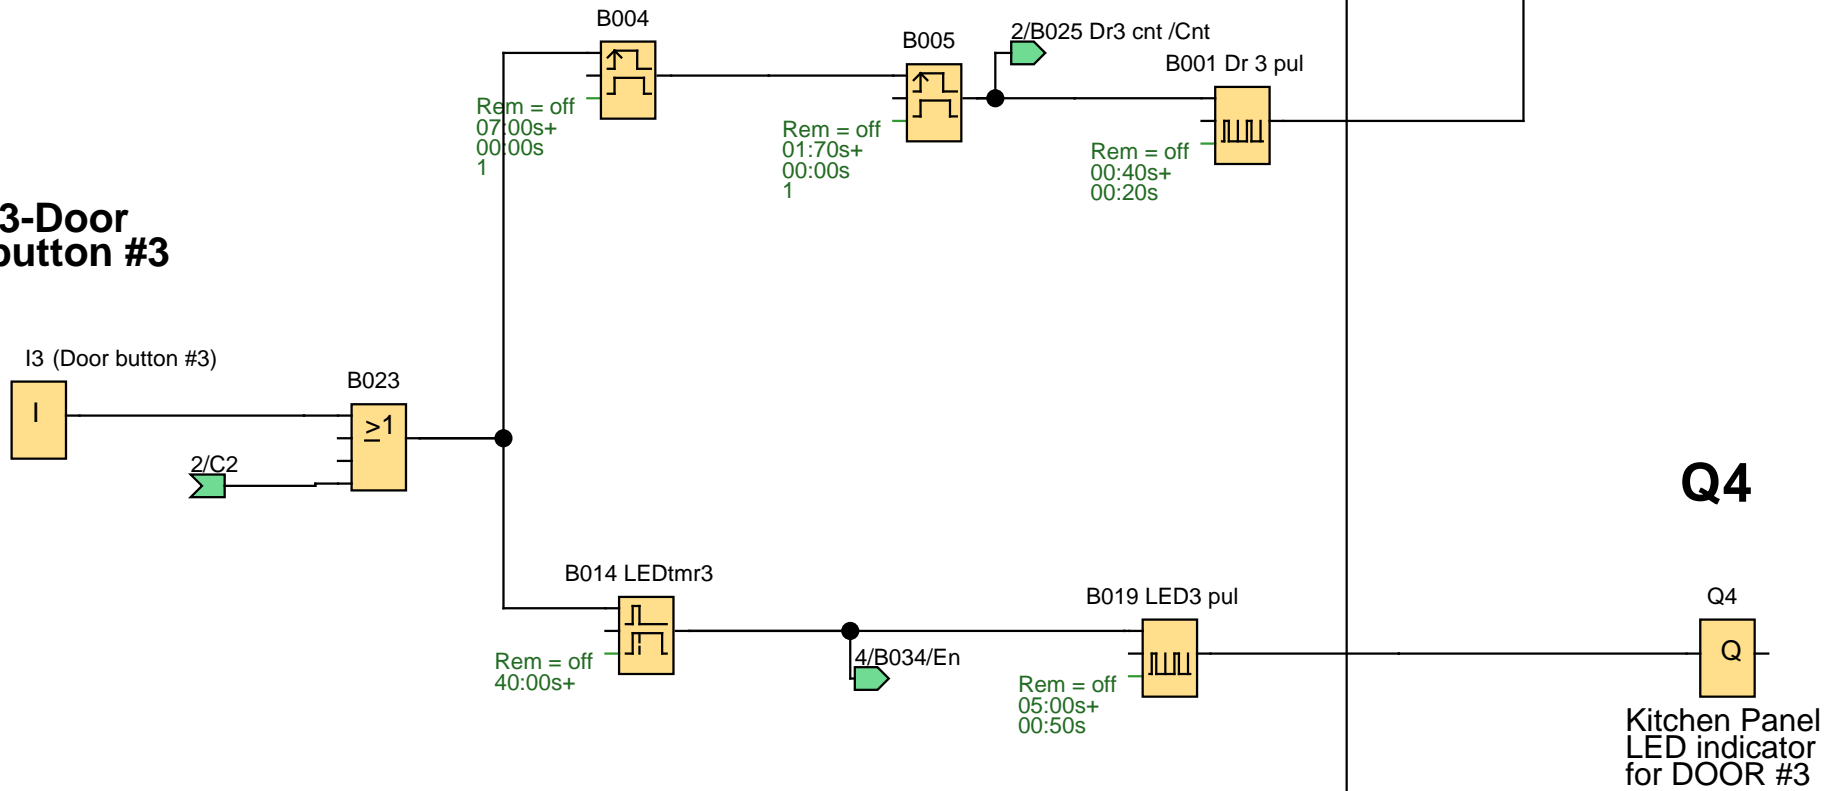 B004
B005
2/B025 Dr3 cnt /Cnt
B001 Dr 3 pul
Rem = off
07:00s+
00:00s
1
Rem = off
01:70s+
00:00s
1
Rem = off
00:40s+
00:20s
3-Door
button #3
I3 (Door button #3)
I
B023
≥1
2/C2
Q4
B014 LEDtmr3
Rem = off
40:00s+
4/B034/En
B019 LED3 pul
Rem = off
05:00s+
00:50s
Q4
Q
Kitchen Panel
LED indicator
for DOOR #3